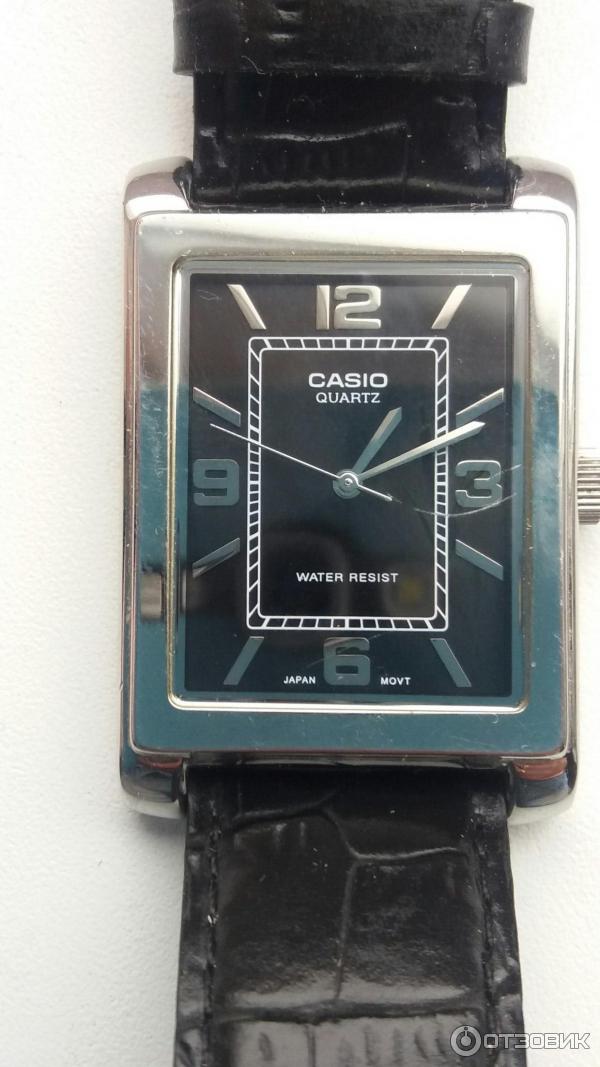 12
CASIO
QUARTZ
9 3
WATER RESIST
6
JAPAN MOVT
ОТЗОВИК